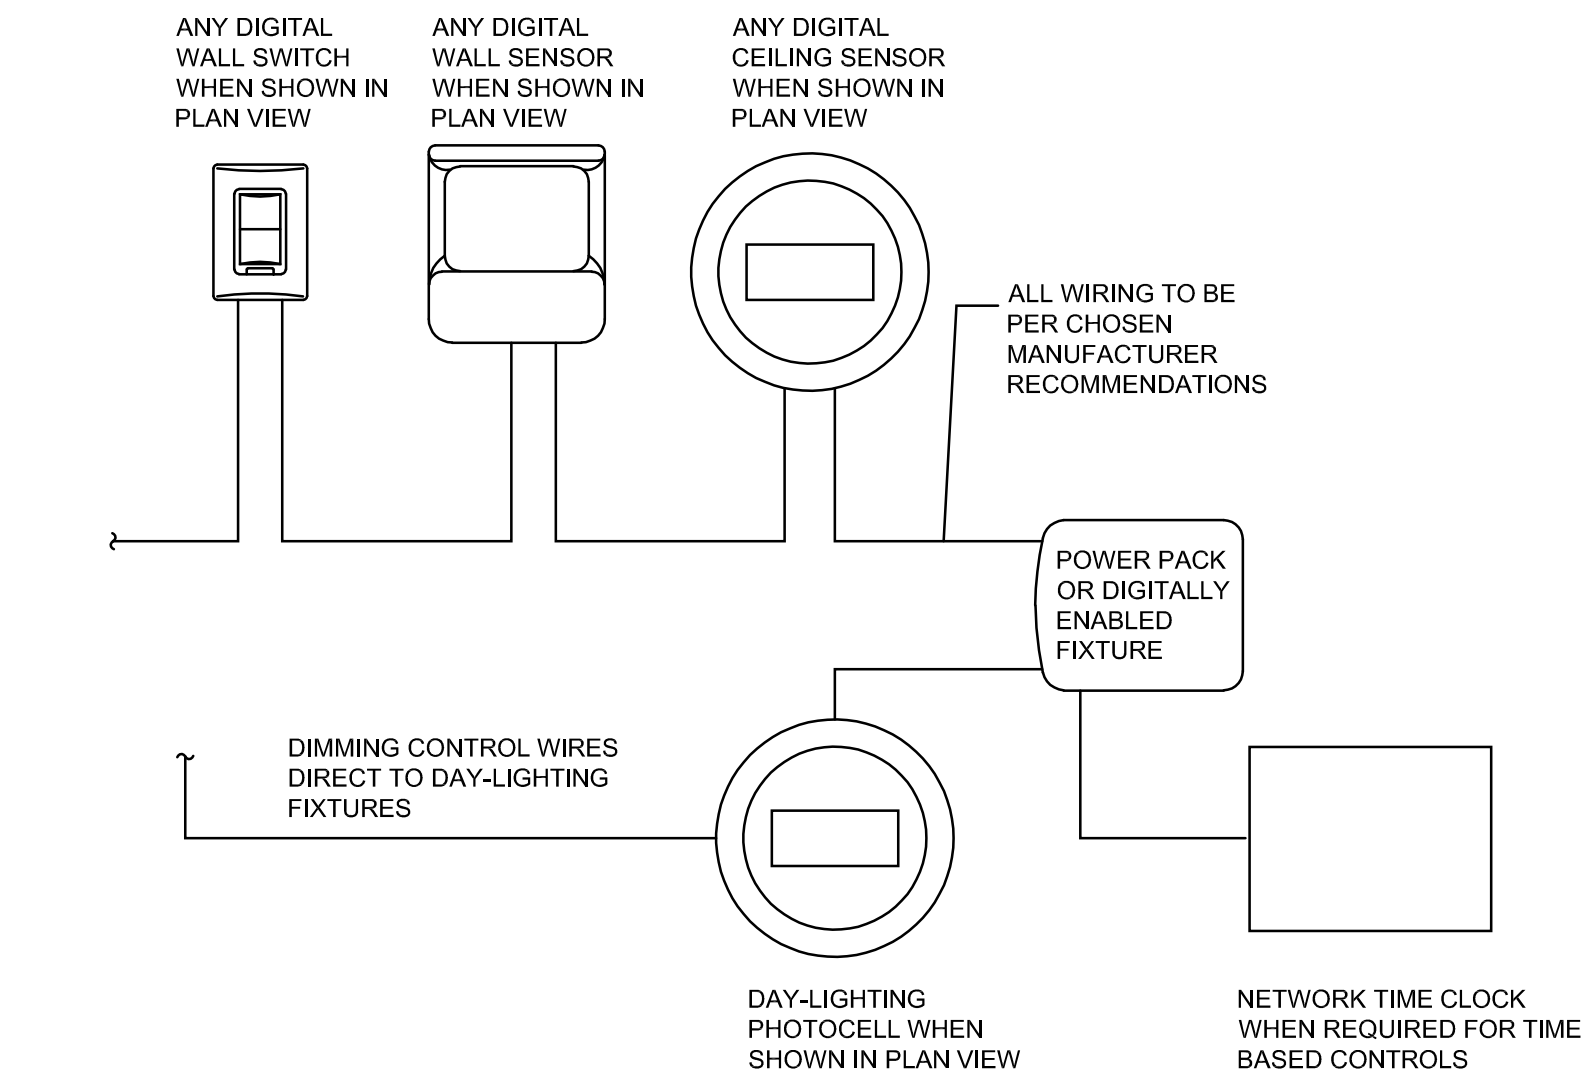 ANY DIGITAL
WALL SWITCH
WHEN SHOWN IN
PLAN VIEW
ANY DIGITAL
WALL SENSOR
WHEN SHOWN IN
PLAN VIEW
ANY DIGITAL
CEILING SENSOR
WHEN SHOWN IN
PLAN VIEW
ALL WIRING TO BE
PER CHOSEN
MANUFACTURER
RECOMMENDATIONS
POWER PACK
OR DIGITALLY
ENABLED
FIXTURE
DIMMING CONTROL WIRES
DIRECT TO DAY-LIGHTING
FIXTURES
DAY-LIGHTING
PHOTOCELL WHEN
SHOWN IN PLAN VIEW
NETWORK TIME CLOCK
WHEN REQUIRED FOR TIME
BASED CONTROLS